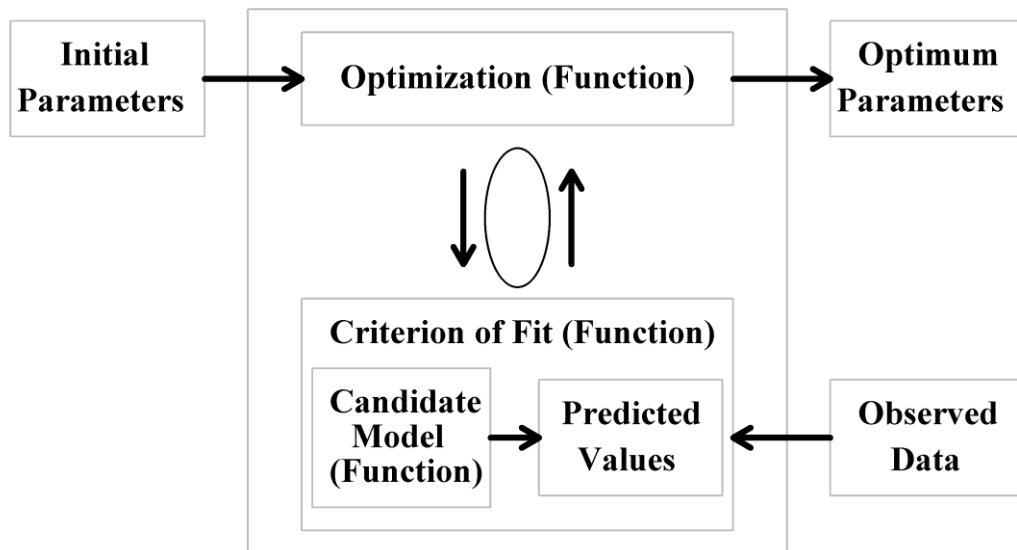 Initial
Parameters
Optimization (Function)
Optimum
Parameters
Criterion of Fit (Function)
Candidate
Model
(Function)
Predicted
Values
Observed
Data